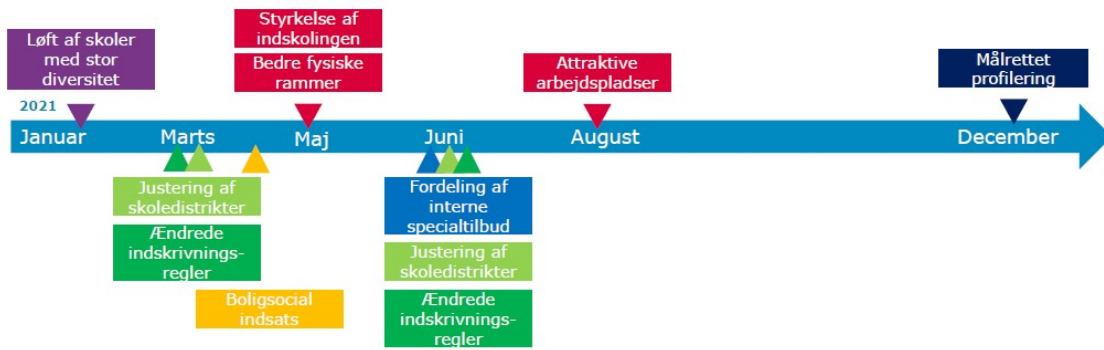 Løft af skoler
med stor
diversitet
Styrkelse af
indskolingen
Bedre fysiske
rammer
Attraktive
arbejdspladser
Målrettet
profilering
2021
Januar
Marts
Maj
Juni
August
December
Justering af
skoledistrikter
Ændrede
indskrivnings-
regler
Boligsocial
indsats
Fordeling af
interne
specialtilbud
Justering af
skoledistrikter
Ændrede
indskrivnings-
regler